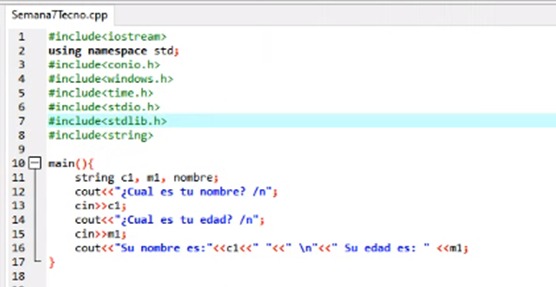 Semana7Tecno.cpp
1 #include<iostream>
2 using namespace std;
3 #include<conio.h>
4 #include<windows.h>
5 #include<time.h>
6 #include<stdio.h>
7 #include<stdlib.h>
8 #include<string>
9
10 main(){
11 string c1, m1, nombre;
12 cout<<"¿Cual es tu nombre? /n";
13 cin>>c1;
14 cout<<"¿Cual es tu edad? /n";
15 cin>>m1;
16 cout<<"Su nombre es:"<<c1<<" "<<" \n"<<" Su edad es: " <<m1;
17 }
18